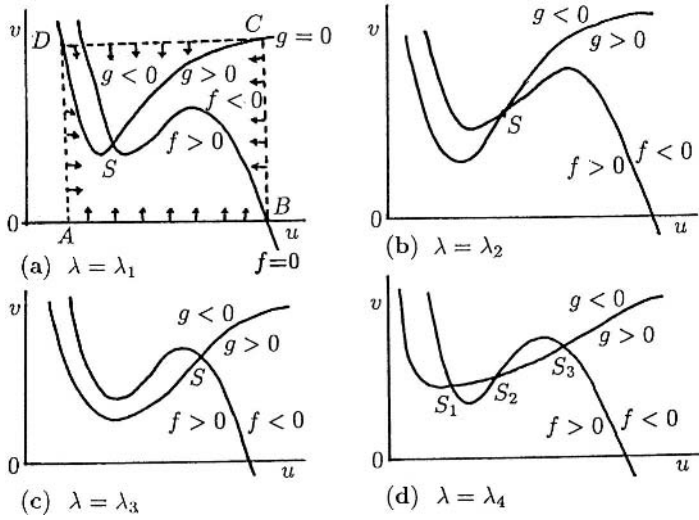 v
D
C
g = 0
g < 0
g > 0
f < 0
f > 0
S
0
A
B
u
f=0
(a) λ = λ₁
v
g < 0
g > 0
S
f > 0
f < 0
0
u
(b) λ = λ₂
v
g < 0
g > 0
S
f > 0
f < 0
0
u
(c) λ = λ₃
v
g < 0
g > 0
S₁
S₂
S₃
f > 0
f < 0
0
u
(d) λ = λ₄